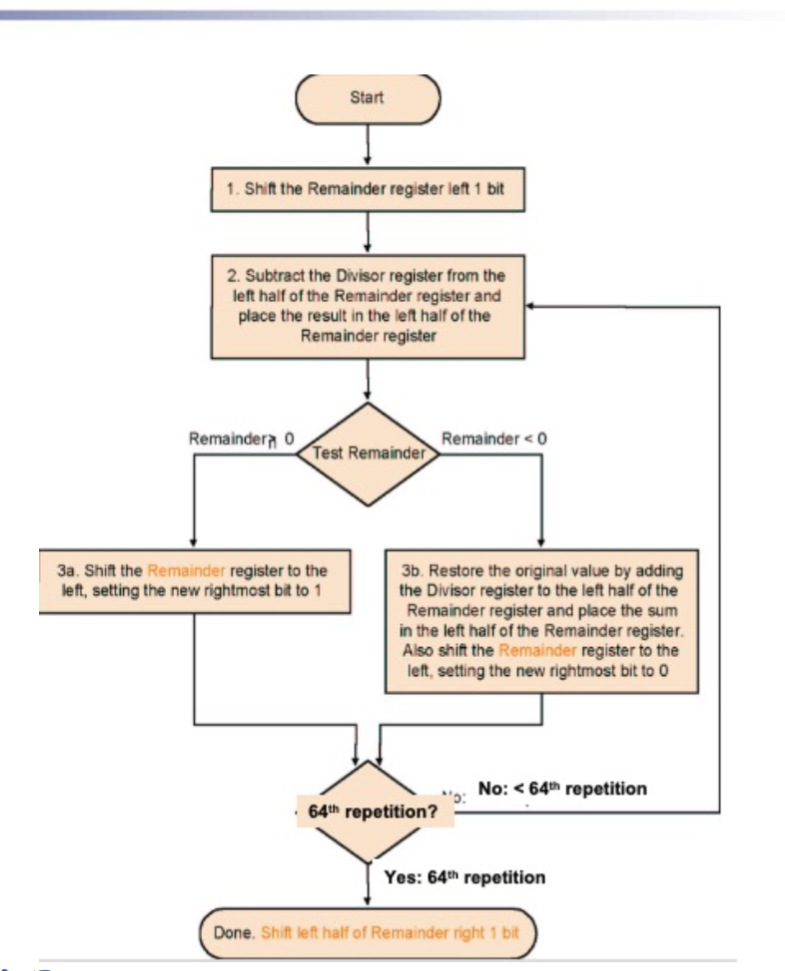 Start
1. Shift the Remainder register left 1 bit
2. Subtract the Divisor register from the
left half of the Remainder register and
place the result in the left half of the
Remainder register
Remainder ≥ 0
Test Remainder
Remainder < 0
3a. Shift the Remainder register to the
left, setting the new rightmost bit to 1
3b. Restore the original value by adding
the Divisor register to the left half of the
Remainder register and place the sum
in the left half of the Remainder register.
Also shift the Remainder register to the
left, setting the new rightmost bit to 0
64th repetition?
No:
No: < 64th repetition
Yes: 64th repetition
Done. Shift left half of Remainder right 1 bit